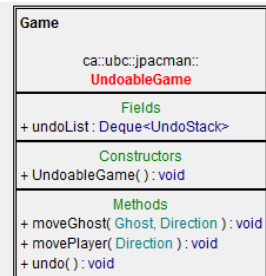 Game
ca::ubc::jpacman::
UndoableGame
Fields
+ undoList : Deque<UndoStack>
Constructors
+ UndoableGame( ) : void
Methods
+ moveGhost( Ghost, Direction ) : void
+ movePlayer( Direction ) : void
+ undo( ) : void